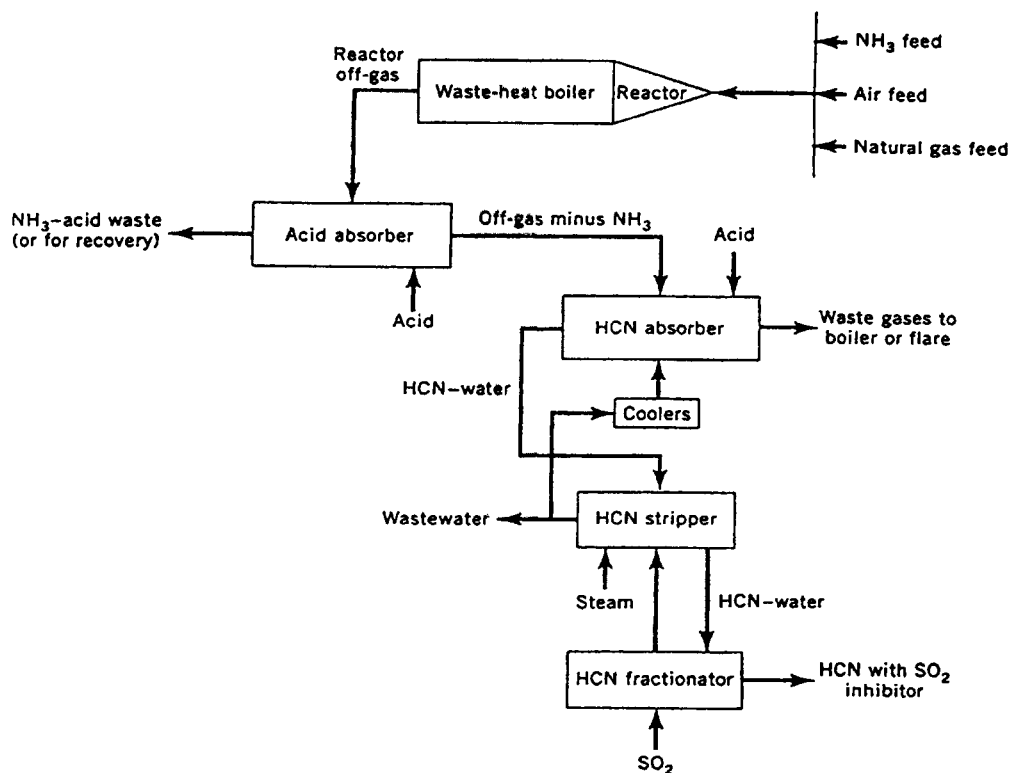 NH₃ feed
Reactor
off-gas
Waste-heat boiler
Reactor
Air feed
Natural gas feed
NH₃–acid waste
(or for recovery)
Acid absorber
Off-gas minus NH₃
Acid
Acid
HCN absorber
Waste gases to
boiler or flare
HCN–water
Coolers
Wastewater
HCN stripper
Steam
HCN–water
HCN fractionator
HCN with SO₂
inhibitor
SO₂